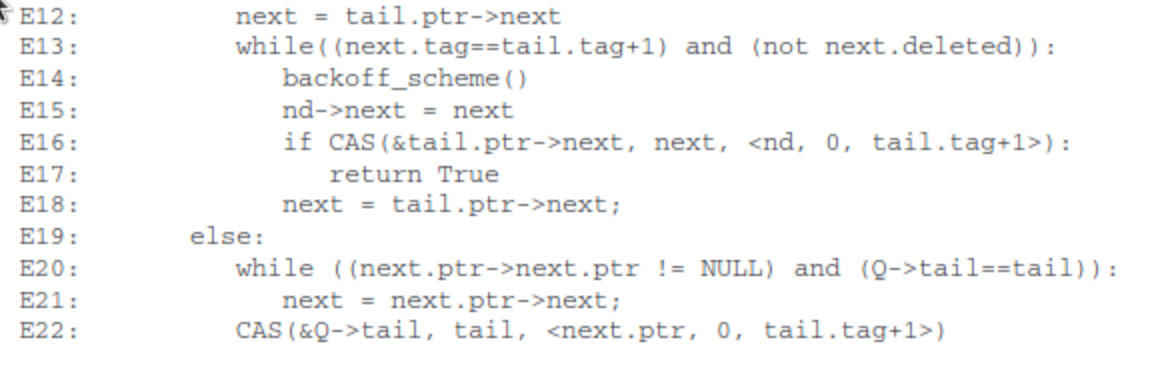 E12: next = tail.ptr->next
E13: while((next.tag==tail.tag+1) and (not next.deleted)):
E14: backoff_scheme()
E15: nd->next = next
E16: if CAS(&tail.ptr->next, next, <nd, 0, tail.tag+1>):
E17: return True
E18: next = tail.ptr->next;
E19: else:
E20: while ((next.ptr->next.ptr != NULL) and (Q->tail==tail)):
E21: next = next.ptr->next;
E22: CAS(&Q->tail, tail, <next.ptr, 0, tail.tag+1>)